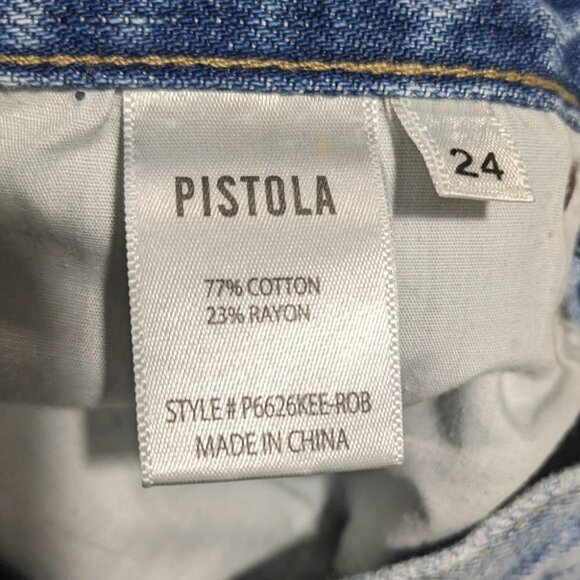 PISTOLA
77% COTTON
23% RAYON
STYLE # P6626KEE-ROB
MADE IN CHINA
24